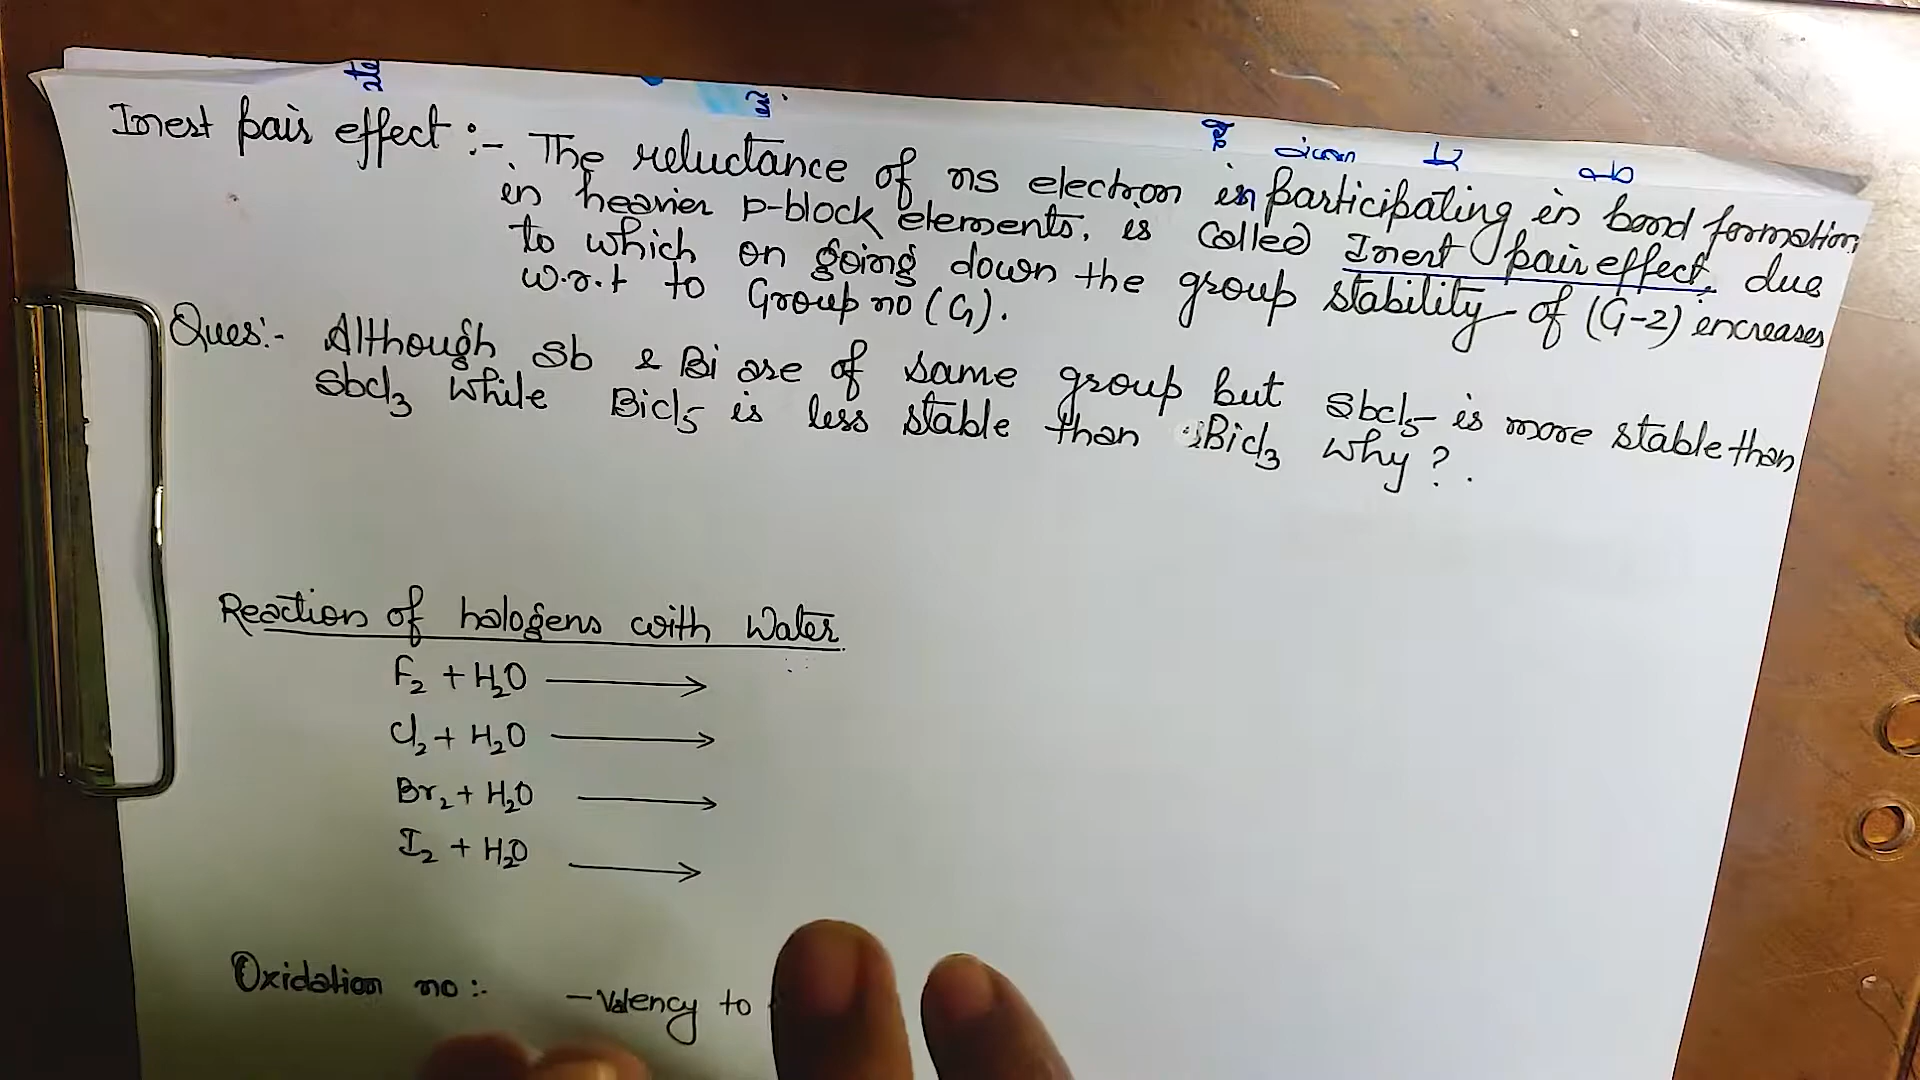 Inert pair effect :- The reluctance of ns electron in participating in bond formation
in heavier p-block elements, is called Inert pair effect, due
to which on going down the group stability of (G-2) increases
w.r.t to Group no (G).
Ques:- Although Sb & Bi are of same group but Sbcl5 is more stable than
Sbcl3 while Bicl5 is less stable than Bicl3 why?.
Reaction of halogens with Water
F2 + H2O ⟶
Cl2 + H2O ⟶
Br2 + H2O ⟶
I2 + H2O ⟶
Oxidation no:- - Valency to